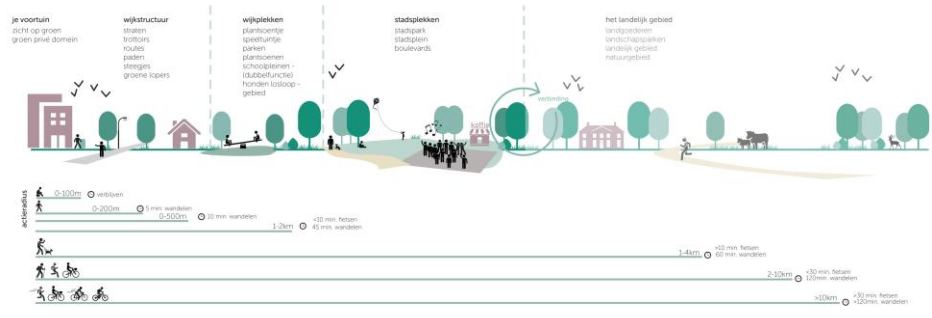 je voortuin
zicht op groen
groen privé domein
wijkstructuur
straten
trottoirs
routes
paden
steegjes
groene lopers
wijkplekken
plantsoentje
speeltuintje
parken
plantsoenen
schoolpleinen -
(dubbelfunctie)
honden losloop -
gebied
stadsplekken
stadspark
stadsplein
boulevards
het landelijk gebied
landgoederen
landschapsparken
landelijk gebied
natuurgebied
verbinding
koffie
actieradius
0-100m
verblijven
0-200m
5 min. wandelen
0-500m
10 min. wandelen
1-2km
<10 min. fietsen
45 min. wandelen
1-4km
>10 min. fietsen
60 min. wandelen
2-10km
<30 min. fietsen
120min. wandelen
>10km
>30 min. fietsen
>120min. wandelen